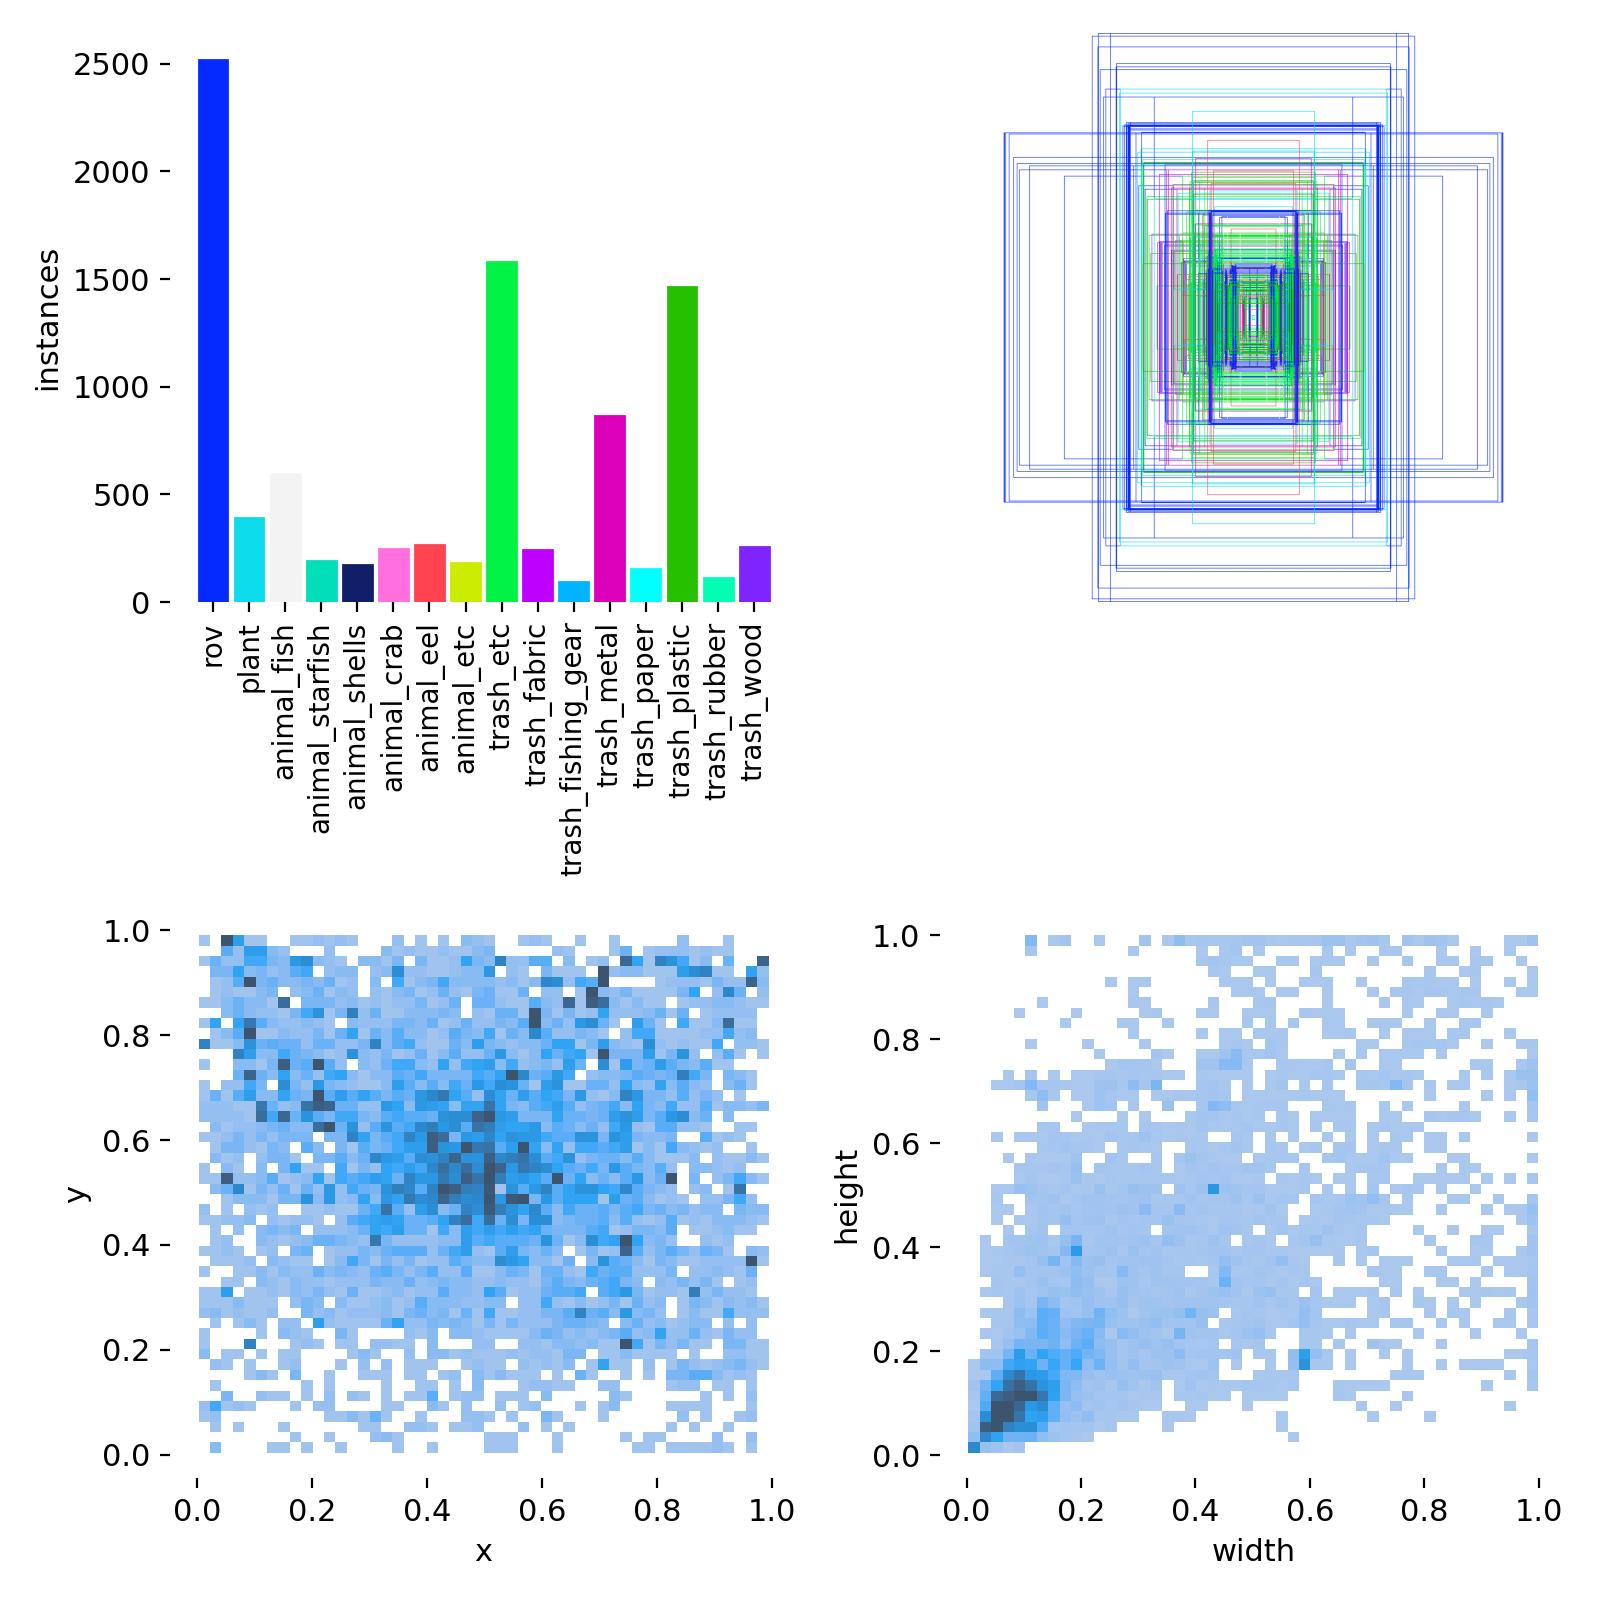 2500
2000
1500
1000
500
0
instances
rov
plant
animal_fish
animal_starfish
animal_shells
animal_crab
animal_eel
animal_etc
trash_etc
trash_fabric
trash_fishing_gear
trash_metal
trash_paper
trash_plastic
trash_rubber
trash_wood
1.0
0.8
0.6
0.4
0.2
0.0
y
0.0 0.2 0.4 0.6 0.8 1.0
x
1.0
0.8
0.6
0.4
0.2
0.0
height
0.0 0.2 0.4 0.6 0.8 1.0
width